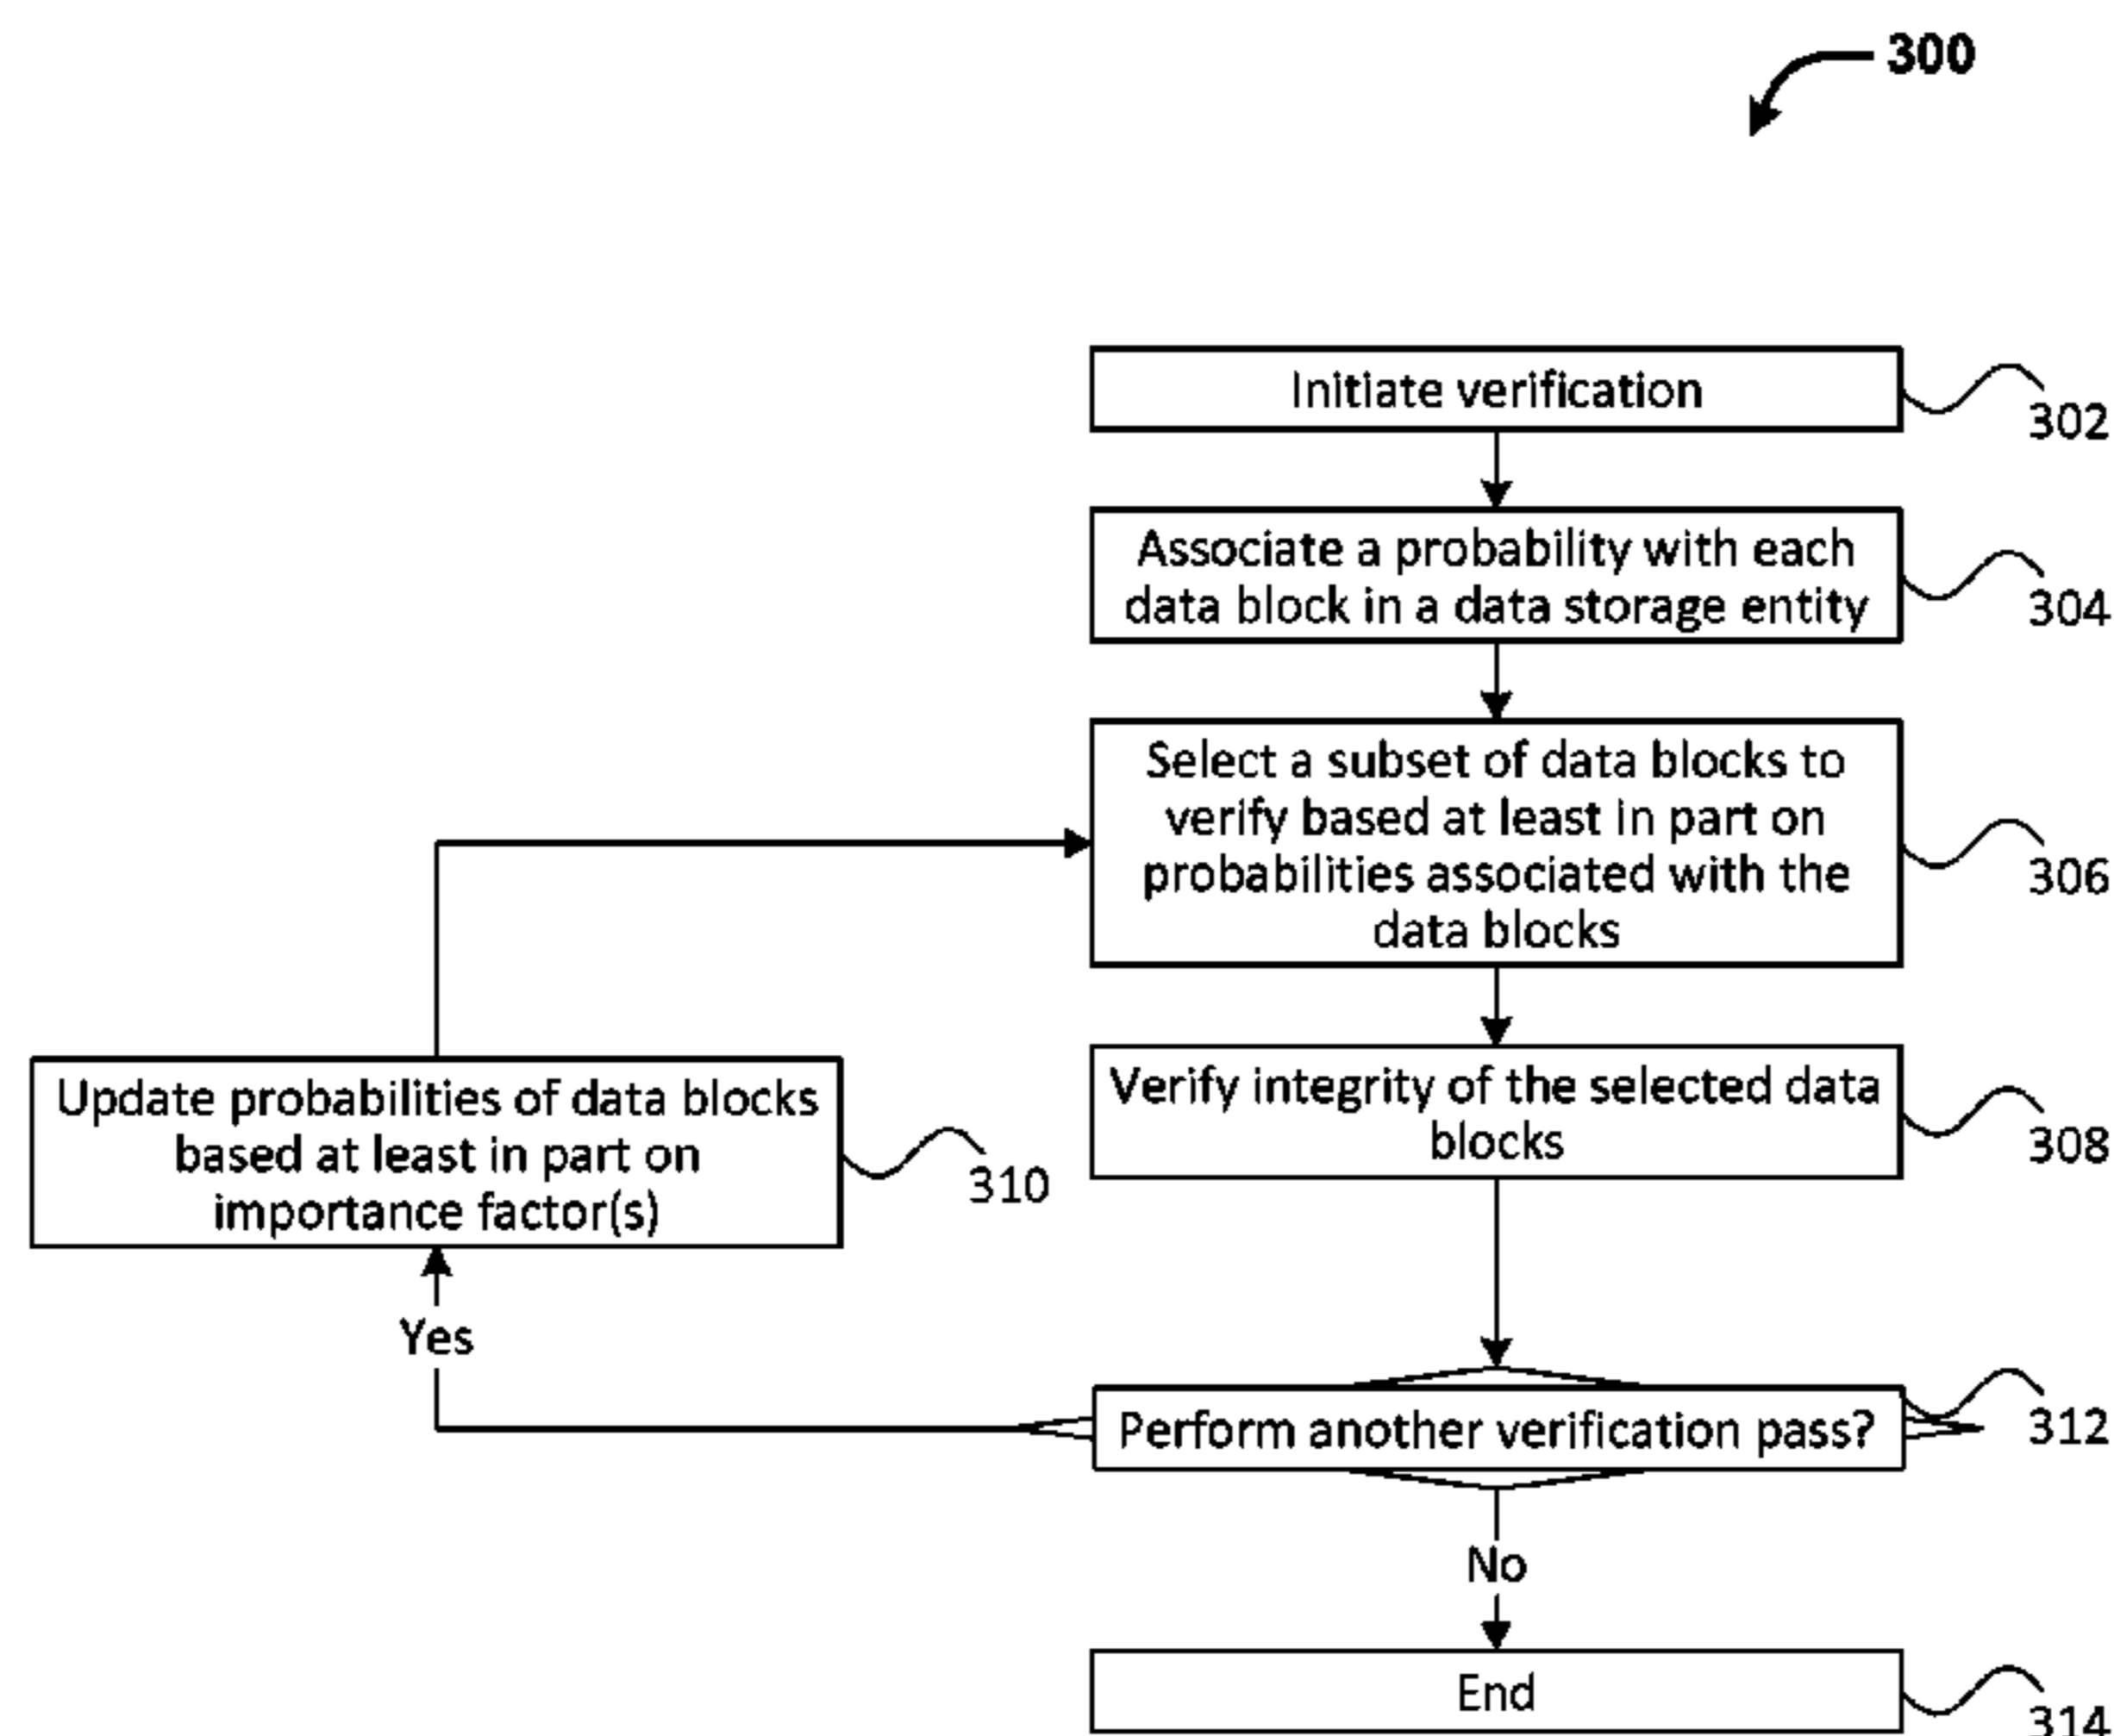 300
Initiate verification
302
Associate a probability with each
data block in a data storage entity
304
Select a subset of data blocks to
verify based at least in part on
probabilities associated with the
data blocks
306
Verify integrity of the selected data
blocks
308
Update probabilities of data blocks
based at least in part on
importance factor(s)
310
Yes
Perform another verification pass?
312
No
End
314